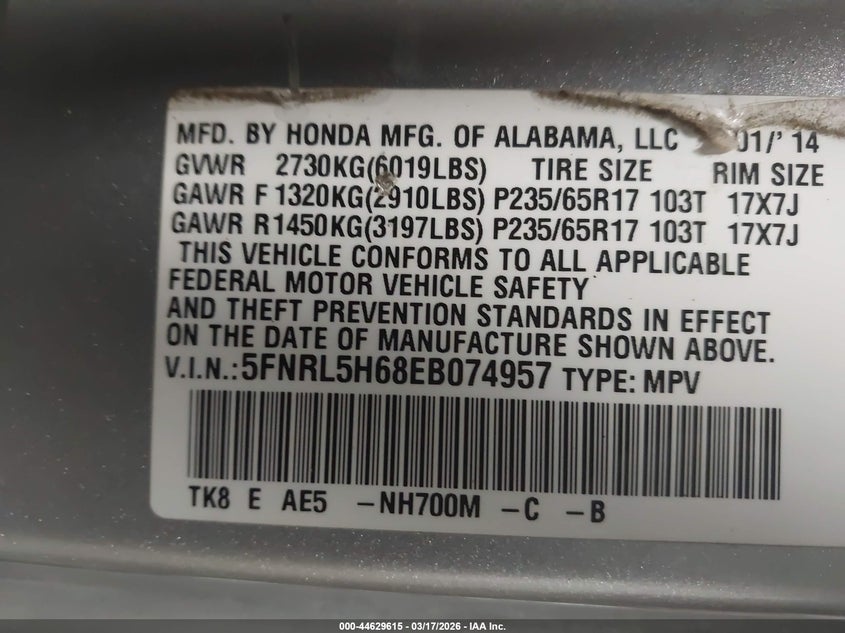 MFD. BY HONDA MFG. OF ALABAMA, LLC 01/' 14
GVWR 2730KG(6019LBS) TIRE SIZE RIM SIZE
GAWR F 1320KG(2910LBS) P235/65R17 103T 17X7J
GAWR R 1450KG(3197LBS) P235/65R17 103T 17X7J
THIS VEHICLE CONFORMS TO ALL APPLICABLE
FEDERAL MOTOR VEHICLE SAFETY
AND THEFT PREVENTION STANDARDS IN EFFECT
ON THE DATE OF MANUFACTURE SHOWN ABOVE.
V.I.N.: 5FNRL5H68EB074957 TYPE: MPV
TK8 E AE5 -NH700M -C -B
000-44629615 - 03/17/2026 - IAA Inc.